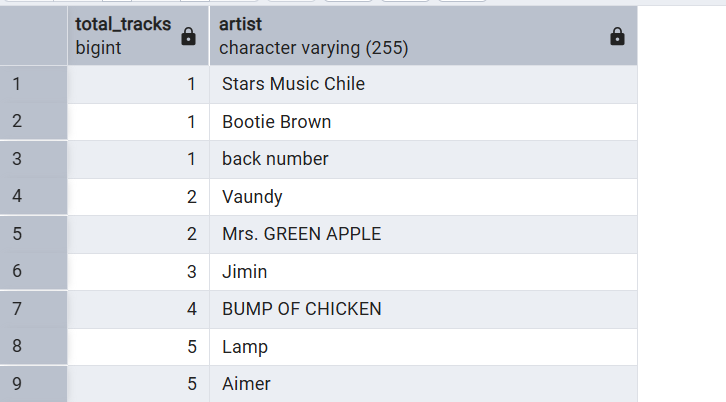 total_tracks artist
bigint character varying (255)
1 1 Stars Music Chile
2 1 Bootie Brown
3 1 back number
4 2 Vaundy
5 2 Mrs. GREEN APPLE
6 3 Jimin
7 4 BUMP OF CHICKEN
8 5 Lamp
9 5 Aimer